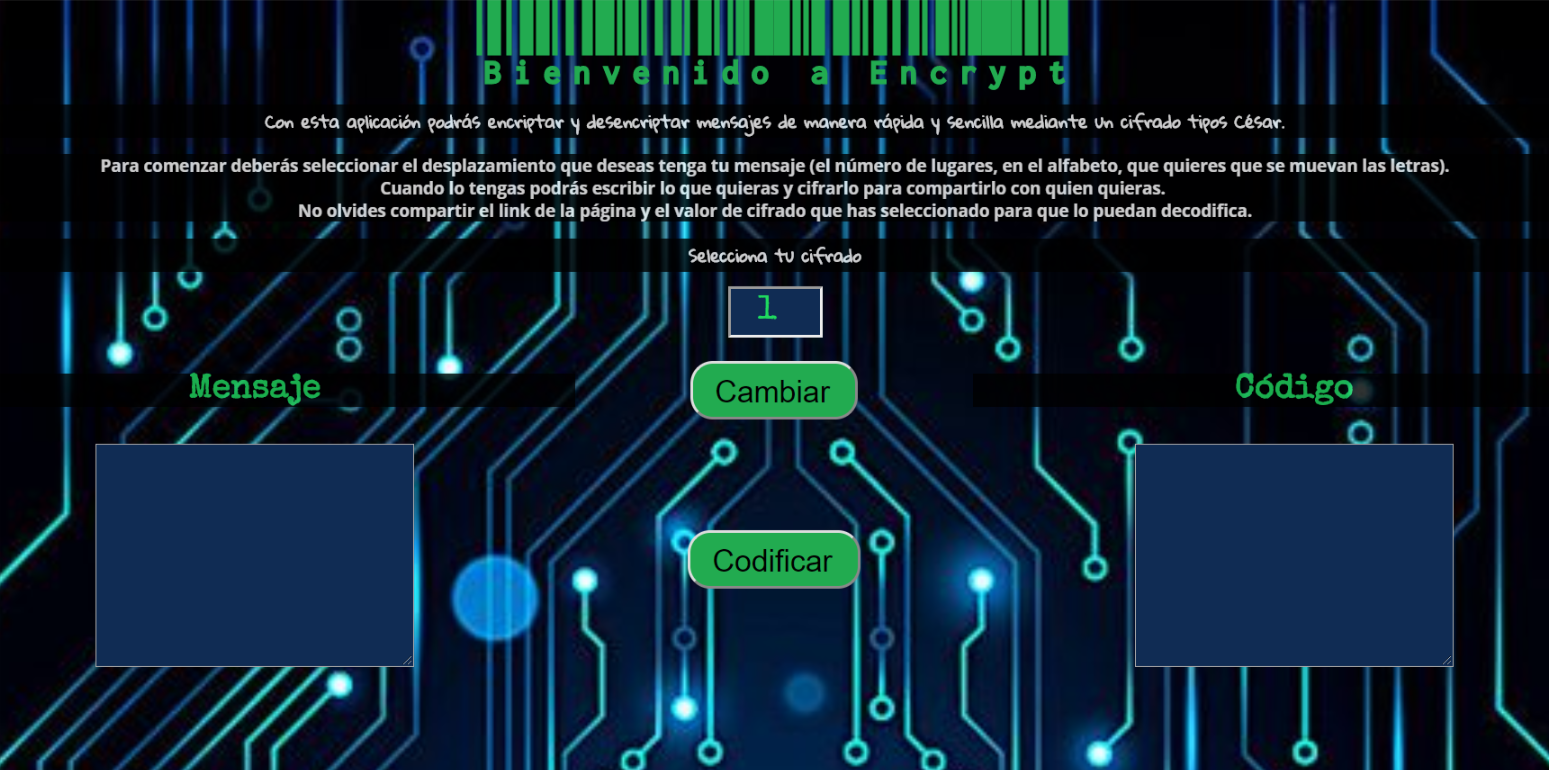 Bienvenido a Encrypt
Con esta aplicación podrás encriptar y desencriptar mensajes de manera rápida y sencilla mediante un cifrado tipos César.
Para comenzar deberás seleccionar el desplazamiento que deseas tenga tu mensaje (el número de lugares, en el alfabeto, que quieres que se muevan las letras).
Cuando lo tengas podrás escribir lo que quieras y cifrarlo para compartirlo con quien quieras.
No olvides compartir el link de la página y el valor de cifrado que has seleccionado para que lo puedan decodifica.
Selecciona tu cifrado
1
Mensaje
Cambiar
Código
Codificar